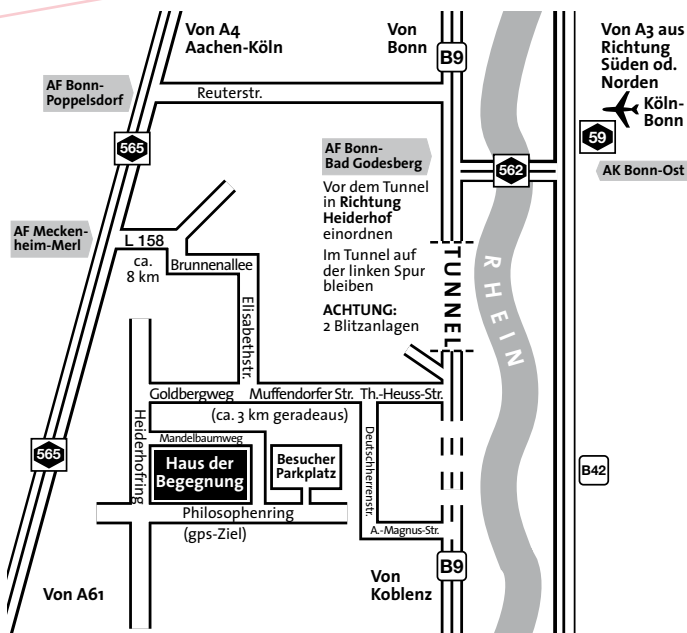 Von A4
Aachen-Köln
Von
Bonn
B9
Von A3 aus
Richtung
Süden od.
Norden
Köln-
Bonn
59
AF Bonn-
Poppelsdorf
Reuterstr.
565
AF Bonn-
Bad Godesberg
562
AK Bonn-Ost
Vor dem Tunnel
in Richtung
Heiderhof
einordnen
Im Tunnel auf
der linken Spur
bleiben
ACHTUNG:
2 Blitzanlagen
AF Mecken-
heim-Merl
L 158
ca.
8 km
Brunnenallee
Elisabethstr.
TUNNEL
RHEIN
Goldbergweg
Muffendorfer Str.
Th.-Heuss-Str.
(ca. 3 km geradeaus)
Heiderhofring
Mandelbaumweg
Haus der
Begegnung
Besucher
Parkplatz
Deutschherrenstr.
565
B42
Philosophenring
(gps-Ziel)
A.-Magnus-Str.
B9
Von A61
Von
Koblenz